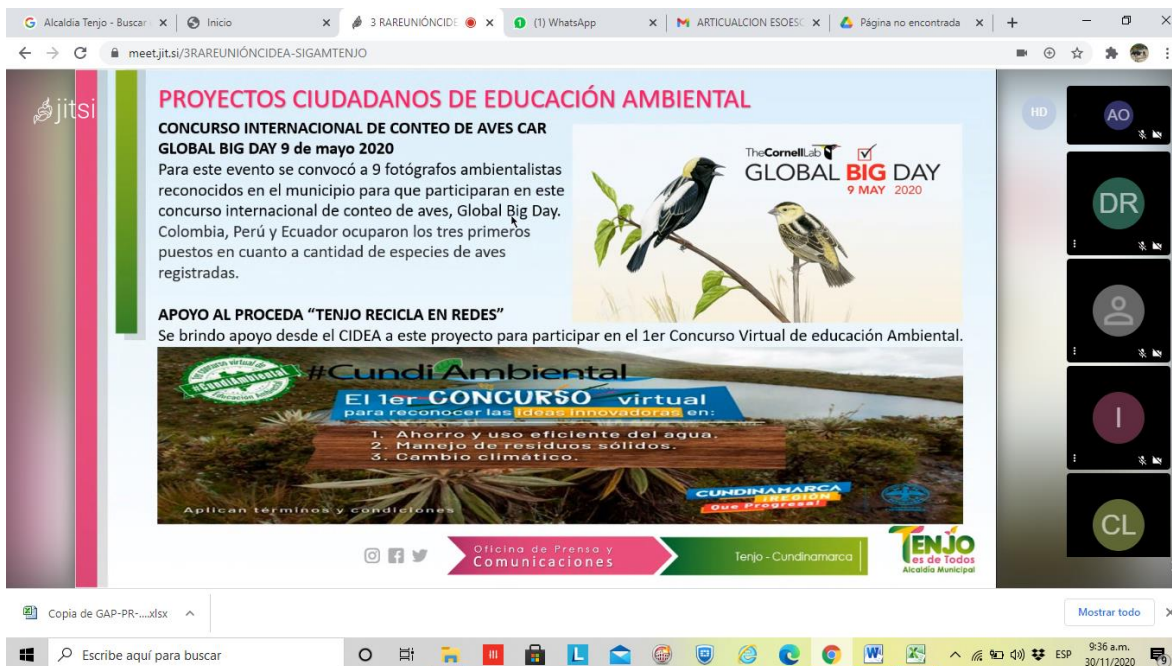 Alcaldia Tenjo - Buscar
Inicio
3 RAREUNIÓNCIDE
(1) WhatsApp
ARTICUALCION ESOESC
Página no encontrada
meet.jit.si/3RAREUNIÓNCIDEA-SIGAMTENJO
jitsi
PROYECTOS CIUDADANOS DE EDUCACIÓN AMBIENTAL
CONCURSO INTERNACIONAL DE CONTEO DE AVES CAR
GLOBAL BIG DAY 9 de mayo 2020
Para este evento se convocó a 9 fotógrafos ambientalistas
reconocidos en el municipio para que participaran en este
concurso internacional de conteo de aves, Global Big Day.
Colombia, Perú y Ecuador ocuparon los tres primeros
puestos en cuanto a cantidad de especies de aves
registradas.
TheCornellLab
GLOBAL BIG DAY
9 MAY 2020
APOYO AL PROCEDA “TENJO RECICLA EN REDES”
Se brindo apoyo desde el CIDEA a este proyecto para participar en el 1er Concurso Virtual de educación Ambiental.
1er concurso virtual de
#CundiAmbiental
Educación Ambiental
#CundiAmbiental
El 1er CONCURSO virtual
para reconocer las ideas innovadoras en:
1. Ahorro y uso eficiente del agua.
2. Manejo de residuos sólidos.
3. Cambio climático.
CUNDINAMARCA
¡REGIÓN
Que Progresa!
Aplican términos y condiciones
Oficina de Prensa y
Comunicaciones
Tenjo - Cundinamarca
TENJO
es de Todos
Alcaldía Municipal
HD
AO
DR
I
CL
Copia de GAP-PR-....xlsx
Mostrar todo
Escribe aquí para buscar
ESP
9:36 a.m.
30/11/2020